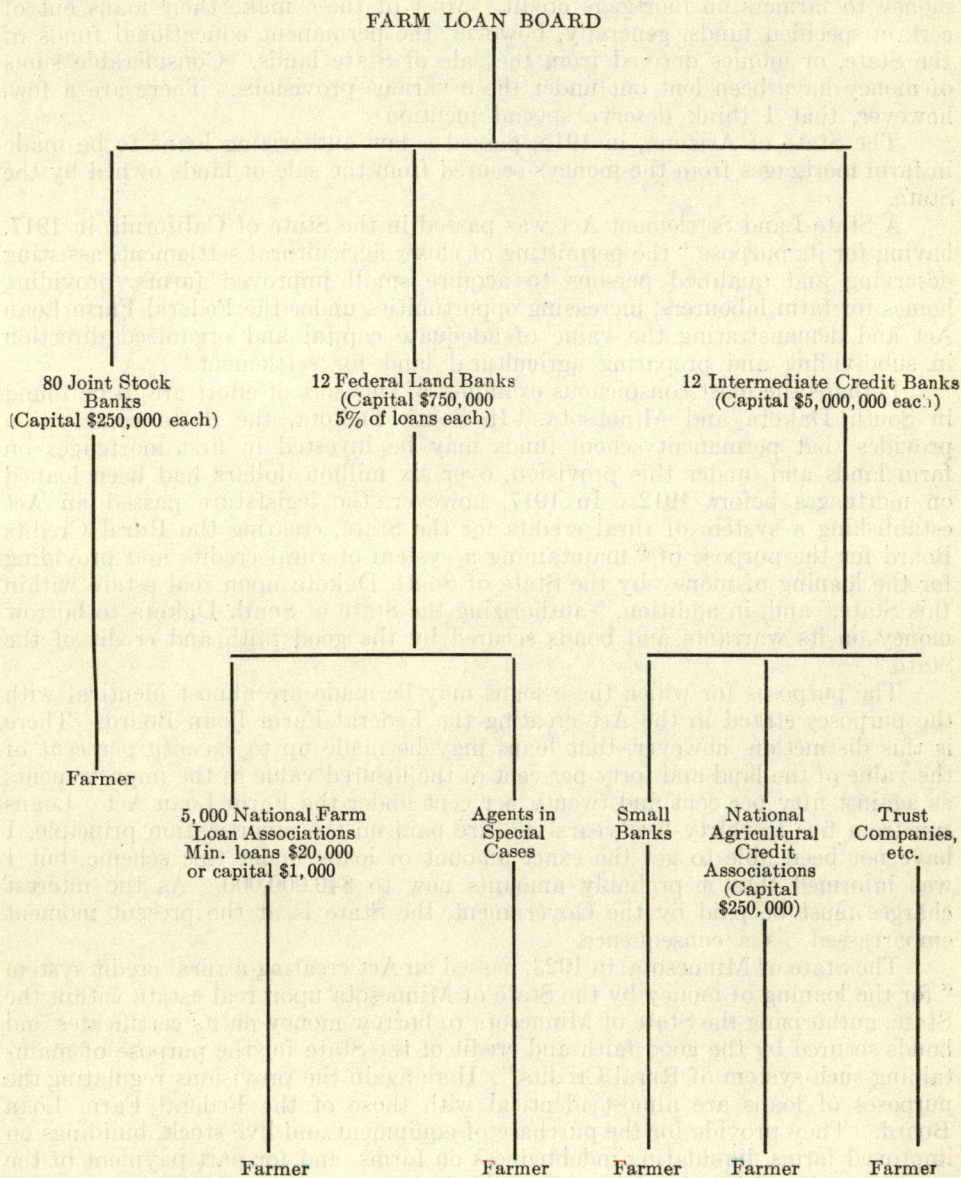 FARM LOAN BOARD
80 Joint Stock
Banks
(Capital $250,000 each)
12 Federal Land Banks
(Capital $750,000
5% of loans each)
12 Intermediate Credit Banks
(Capital $5,000,000 each)
Farmer
5,000 National Farm
Loan Associations
Min. loans $20,000
or capital $1,000
Agents in
Special
Cases
Small
Banks
National
Agricultural
Credit
Associations
(Capital
$250,000)
Trust
Companies,
etc.
Farmer
Farmer
Farmer
Farmer
Farmer